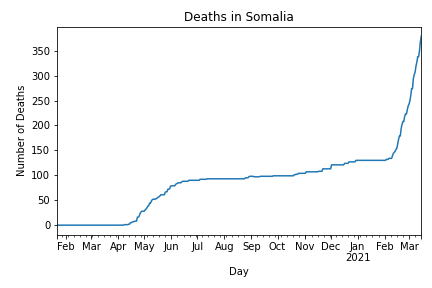 Deaths in Somalia
350
300
250
200
150
100
50
0
Number of Deaths
Feb Mar Apr May Jun Jul Aug Sep Oct Nov Dec Jan Feb Mar
2021
Day